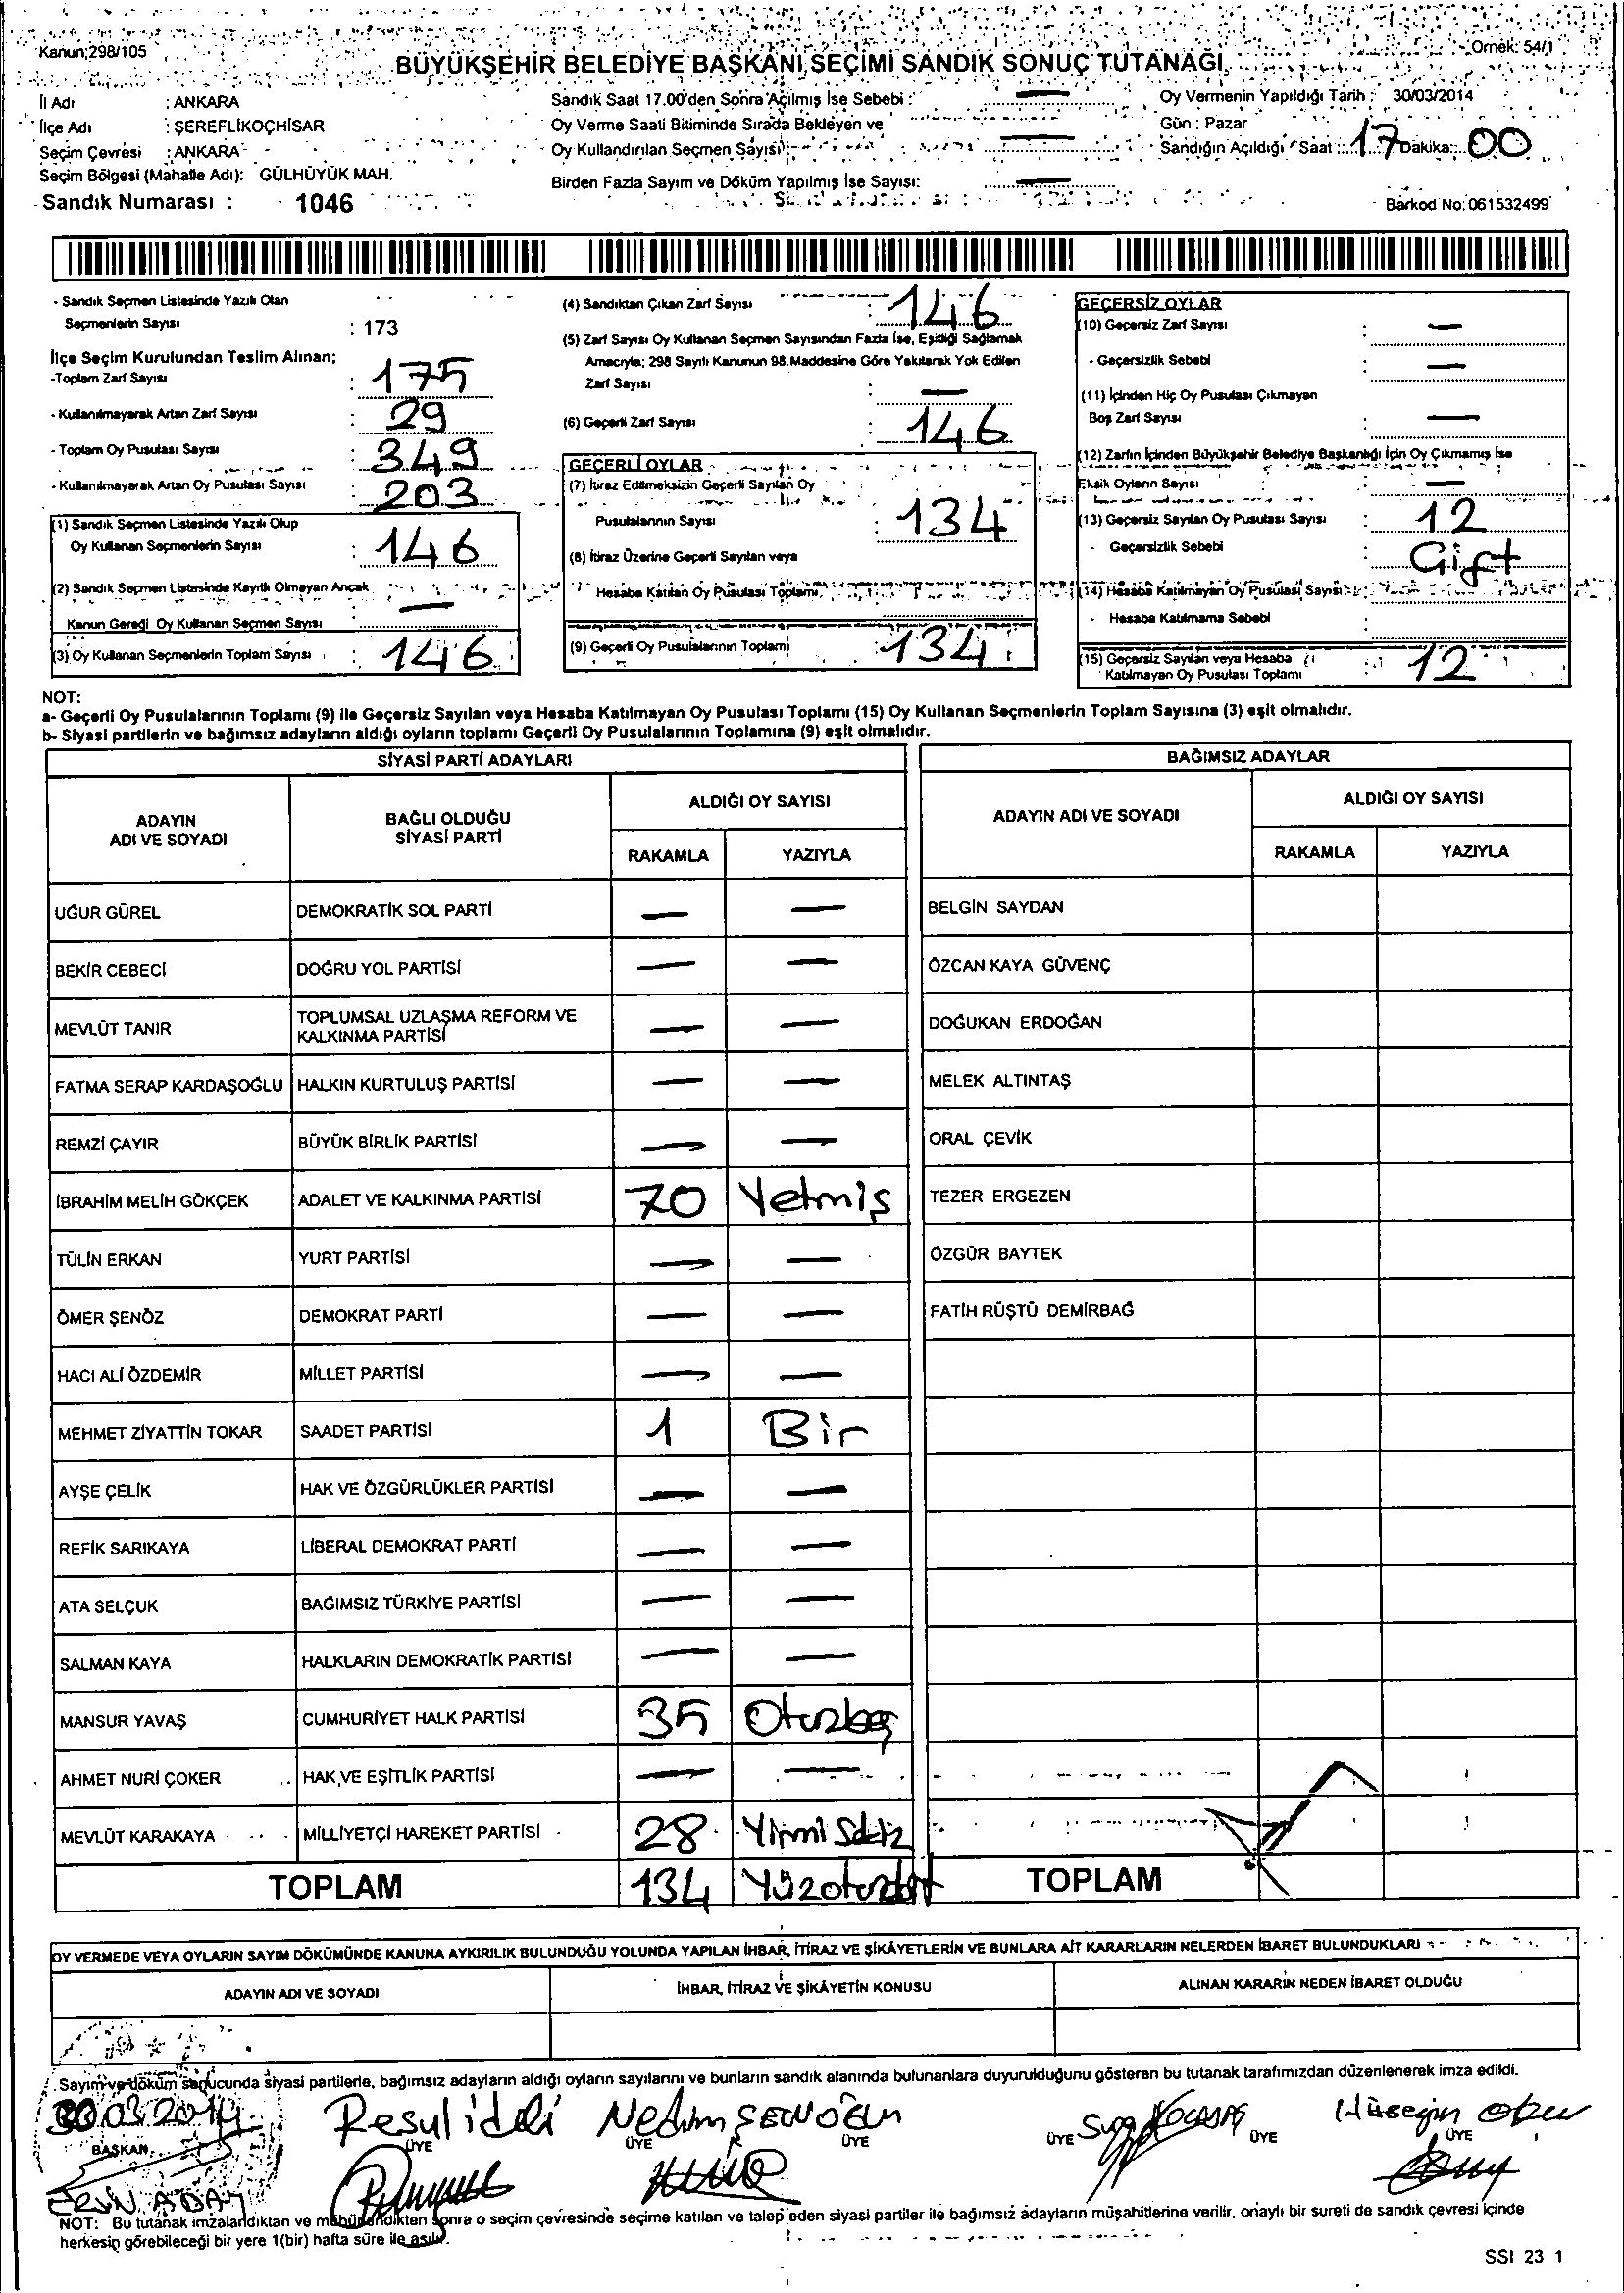 Kanun;298/105
Örnek: 54/1
BÜYÜKŞEHİR BELEDİYE BAŞKANI SEÇİMİ SANDIK SONUÇ TUTANAĞI
İl Adı : ANKARA
İlçe Adı : ŞEREFLİKOÇHİSAR
Seçim Çevresi : ANKARA
Seçim Bölgesi (Mahalle Adı): GÜLHÜYÜK MAH.
Sandık Numarası : 1046
Sandık Saat 17.00'den Sonra Açılmış İse Sebebi : —
Oy Verme Saati Bitiminde Sırada Bekleyen ve
Oy Kullandırılan Seçmen Sayısı: —
Birden Fazla Sayım ve Döküm Yapılmış İse Sayısı: —
Oy Vermenin Yapıldığı Tarih : 30/03/2014
Gün : Pazar
Sandığın Açıldığı Saat : 17 Dakika: 00
Barkod No: 061532499
- Sandık Seçmen Listesinde Yazılı Olan
Seçmenlerin Sayısı : 173
İlçe Seçim Kurulundan Teslim Alınan;
-Toplam Zarf Sayısı : 175
- Kullanılmayarak Artan Zarf Sayısı : 29
- Toplam Oy Pusulası Sayısı : 349
- Kullanılmayarak Artan Oy Pusulası Sayısı : 203
(1) Sandık Seçmen Listesinde Yazılı Olup
Oy Kullanan Seçmenlerin Sayısı : 146
(2) Sandık Seçmen Listesinde Kayıtlı Olmayan Ancak
Kanun Gereği Oy Kullanan Seçmen Sayısı : —
(3) Oy Kullanan Seçmenlerin Toplam Sayısı : 146
(4) Sandıktan Çıkan Zarf Sayısı : 146
(5) Zarf Sayısı Oy Kullanan Seçmen Sayısından Fazla İse, Eşitliği Sağlamak
Amacıyla; 298 Sayılı Kanunun 98.Maddesine Göre Yakılarak Yok Edilen
Zarf Sayısı : —
(6) Geçerli Zarf Sayısı : 146
GEÇERLİ OYLAR
(7) İtiraz Edilmeksizin Geçerli Sayılan Oy
Pusulalarının Sayısı : 134
(8) İtiraz Üzerine Geçerli Sayılan veya
Hesaba Katılan Oy Pusulası Toplamı
(9) Geçerli Oy Pusulalarının Toplamı : 134
GEÇERSİZ OYLAR
(10) Geçersiz Zarf Sayısı : —
- Geçersizlik Sebebi : —
(11) İçinden Hiç Oy Pusulası Çıkmayan
Boş Zarf Sayısı : —
(12) Zarfın İçinden Büyükşehir Belediye Başkanlığı İçin Oy Çıkmamış İse
Eksik Oyların Sayısı : —
(13) Geçersiz Sayılan Oy Pusulası Sayısı : 12
- Geçersizlik Sebebi : Çift
(14) Hesaba Katılmayan Oy Pusulası Sayısı :
- Hesaba Katılmama Sebebi :
(15) Geçersiz Sayılan veya Hesaba
Katılmayan Oy Pusulası Toplamı : 12
NOT:
a- Geçerli Oy Pusulalarının Toplamı (9) ile Geçersiz Sayılan veya Hesaba Katılmayan Oy Pusulası Toplamı (15) Oy Kullanan Seçmenlerin Toplam Sayısına (3) eşit olmalıdır.
b- Siyasi partilerin ve bağımsız adayların aldığı oyların toplamı Geçerli Oy Pusulalarının Toplamına (9) eşit olmalıdır.
SİYASİ PARTİ ADAYLARI
ADAYIN ADI VE SOYADI BAĞLI OLDUĞU SİYASİ PARTİ ALDIĞI OY SAYISI
RAKAMLA YAZIYLA
UĞUR GÜREL DEMOKRATİK SOL PARTİ — —
BEKİR CEBECİ DOĞRU YOL PARTİSİ — —
MEVLÜT TANIR TOPLUMSAL UZLAŞMA REFORM VE KALKINMA PARTİSİ — —
FATMA SERAP KARDAŞOĞLU HALKIN KURTULUŞ PARTİSİ — —
REMZİ ÇAYIR BÜYÜK BİRLİK PARTİSİ — —
İBRAHİM MELİH GÖKÇEK ADALET VE KALKINMA PARTİSİ 70 Yetmiş
TÜLİN ERKAN YURT PARTİSİ — —
ÖMER ŞENÖZ DEMOKRAT PARTİ — —
HACI ALİ ÖZDEMİR MİLLET PARTİSİ — —
MEHMET ZİYATTİN TOKAR SAADET PARTİSİ 1 Bir
AYŞE ÇELİK HAK VE ÖZGÜRLÜKLER PARTİSİ — —
REFİK SARIKAYA LİBERAL DEMOKRAT PARTİ — —
ATA SELÇUK BAĞIMSIZ TÜRKİYE PARTİSİ — —
SALMAN KAYA HALKLARIN DEMOKRATİK PARTİSİ — —
MANSUR YAVAŞ CUMHURİYET HALK PARTİSİ 35 Otuzbeş
AHMET NURİ ÇOKER HAK VE EŞİTLİK PARTİSİ — —
MEVLÜT KARAKAYA MİLLİYETÇİ HAREKET PARTİSİ 28 Yirmi Sekiz
TOPLAM 134 Yüzotuzdört
BAĞIMSIZ ADAYLAR
ADAYIN ADI VE SOYADI ALDIĞI OY SAYISI
RAKAMLA YAZIYLA
BELGİN SAYDAN
ÖZCAN KAYA GÜVENÇ
DOĞUKAN ERDOĞAN
MELEK ALTINTAŞ
ORAL ÇEVİK
TEZER ERGEZEN
ÖZGÜR BAYTEK
FATİH RÜŞTÜ DEMİRBAĞ
TOPLAM
OY VERMEDE VEYA OYLARIN SAYIM DÖKÜMÜNDE KANUNA AYKIRILIK BULUNDUĞU YOLUNDA YAPILAN İHBAR, İTİRAZ VE ŞİKÂYETLERİN VE BUNLARA AİT KARARLARIN NELERDEN İBARET BULUNDUKLARI
ADAYIN ADI VE SOYADI İHBAR, İTİRAZ VE ŞİKÂYETİN KONUSU ALINAN KARARIN NEDEN İBARET OLDUĞU
Sayım ve döküm sonucunda siyasi partilerle, bağımsız adayların aldığı oyların sayılarını ve bunların sandık alanında bulunanlara duyurulduğunu gösteren bu tutanak tarafımızdan düzenlenerek imza edildi.
30.03.2014 Resul Nedim Hüseyin
BAŞKAN ÜYE ÜYE ÜYE ÜYE ÜYE ÜYE
NOT: Bu tutanak imzalandıktan ve mühürlendikten sonra o seçim çevresinde seçime katılan ve talep eden siyasi partiler ile bağımsız adayların müşahitlerine verilir, onaylı bir sureti de sandık çevresi içinde
herkesin görebileceği bir yere 1(bir) hafta süre ile asılır.
SSI 23 1